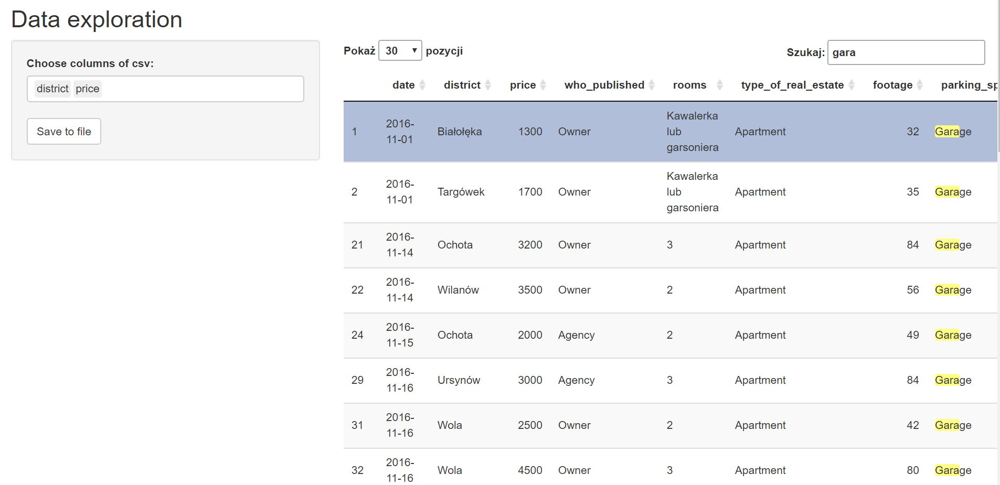 Data exploration
Choose columns of csv:
district price
Save to file
Pokaż 30 pozycji
Szukaj: gara
date district price who_published rooms type_of_real_estate footage parking_sp
1 2016-11-01 Białołęka 1300 Owner Kawalerka lub garsoniera Apartment 32 Garage
2 2016-11-01 Targówek 1700 Owner Kawalerka lub garsoniera Apartment 35 Garage
21 2016-11-14 Ochota 3200 Owner 3 Apartment 84 Garage
22 2016-11-14 Wilanów 3500 Owner 2 Apartment 56 Garage
24 2016-11-15 Ochota 2000 Agency 2 Apartment 49 Garage
29 2016-11-16 Ursynów 3000 Agency 3 Apartment 84 Garage
31 2016-11-16 Wola 2500 Owner 2 Apartment 42 Garage
32 2016-11-16 Wola 4500 Owner 3 Apartment 80 Garage